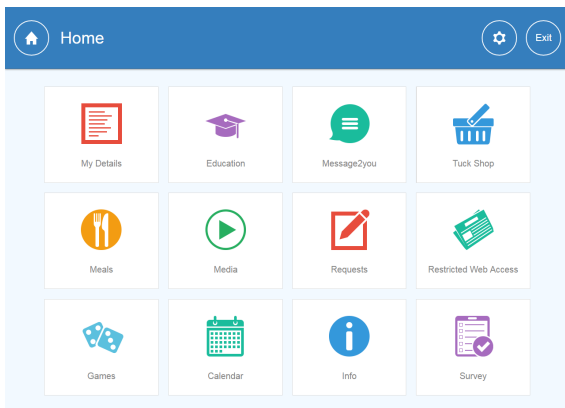 Home
Exit
My Details
Education
Message2you
Tuck Shop
Meals
Media
Requests
Restricted Web Access
Games
Calendar
Info
Survey